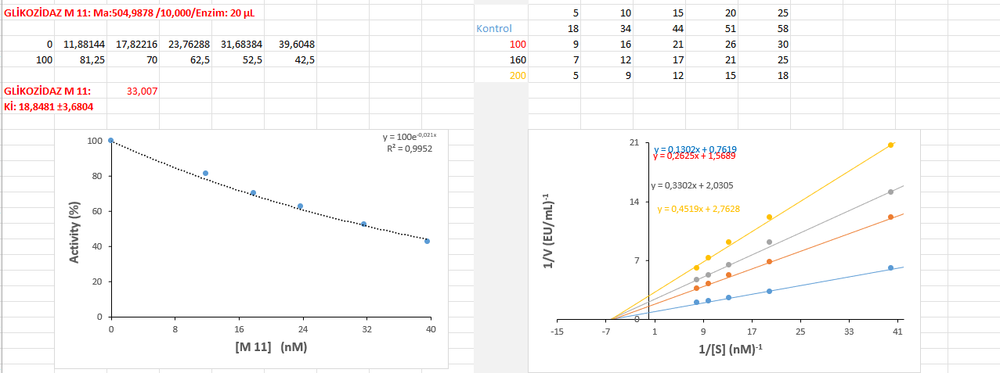 GLİKOZİDAZ M 11: Ma:504,9878 /10,000/Enzim: 20 µL
5 10 15 20 25
Kontrol 18 34 44 51 58
0 11,88144 17,82216 23,76288 31,68384 39,6048
100 9 16 21 26 30
100 81,25 70 62,5 52,5 42,5
160 7 12 17 21 25
200 5 9 12 15 18
GLİKOZİDAZ M 11: 33,007
Kİ: 18,8481 ±3,6804
y = 100e^-0,021x
R² = 0,9952
100
80
60
40
20
0
0 8 16 24 32 40
Activity (%)
[M 11] (nM)
21
14
7
0
y = 0,1302x + 0,7619
y = 0,2625x + 1,5689
y = 0,3302x + 2,0305
y = 0,4519x + 2,7628
-15 -7 1 9 17 25 33 41
1/V (EU/mL)⁻¹
1/[S] (nM)⁻¹